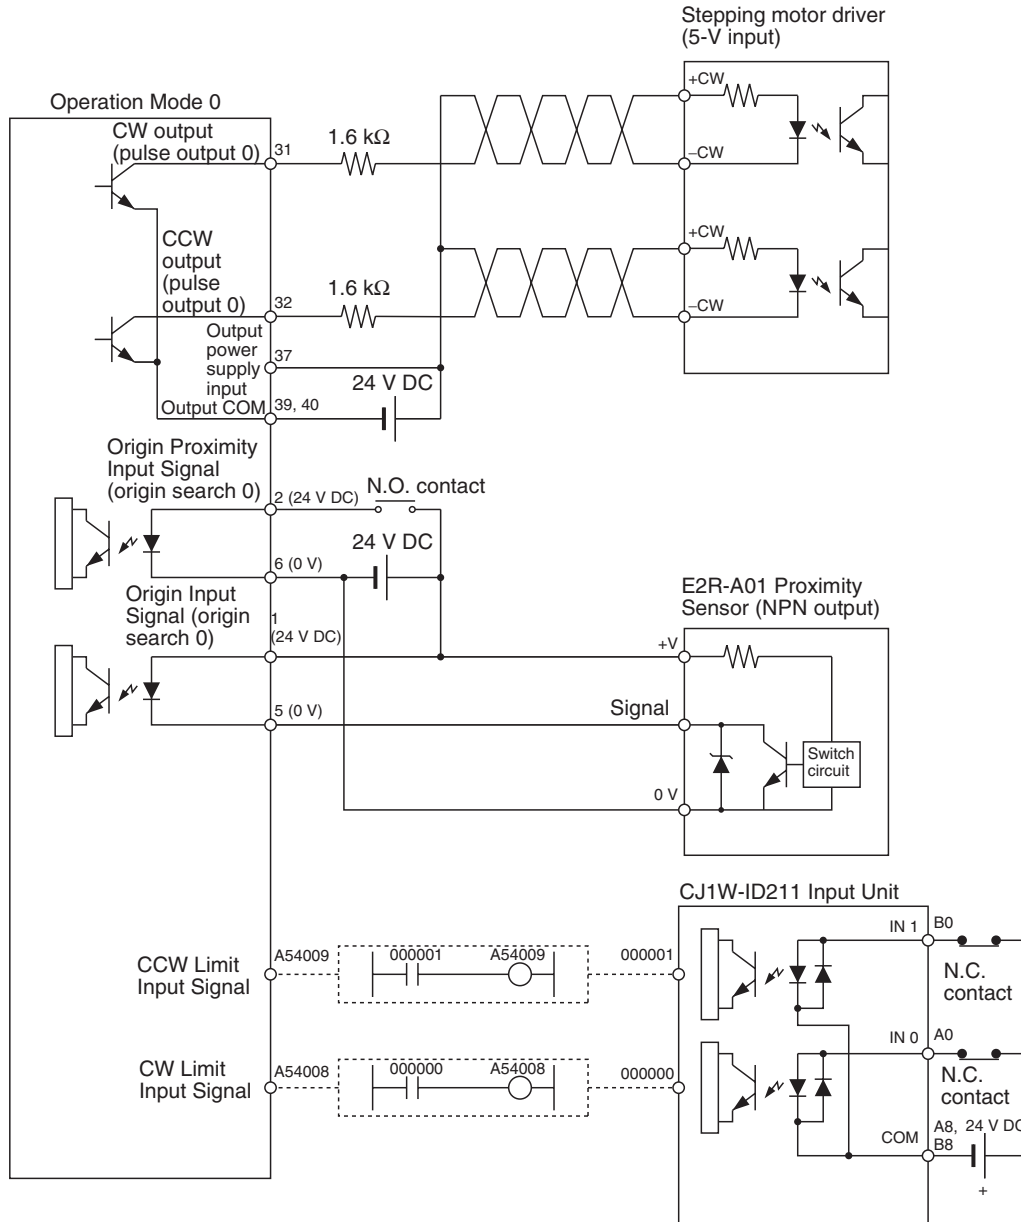 Stepping motor driver
(5-V input)
Operation Mode 0
CW output
(pulse output 0)
31
1.6 kΩ
+CW
–CW
CCW
output
(pulse
output 0)
32
1.6 kΩ
+CW
–CW
Output
power
supply
input
37
24 V DC
Output COM
39, 40
Origin Proximity
Input Signal
(origin search 0)
2 (24 V DC)
N.O. contact
24 V DC
6 (0 V)
Origin Input
Signal (origin
search 0)
1
(24 V DC)
5 (0 V)
E2R-A01 Proximity
Sensor (NPN output)
+V
Signal
Switch
circuit
0 V
CJ1W-ID211 Input Unit
IN 1
B0
N.C.
contact
CCW Limit
Input Signal
A54009
000001
A54009
000001
IN 0
A0
N.C.
contact
CW Limit
Input Signal
A54008
000000
A54008
000000
COM
A8,
B8
24 V DC
+